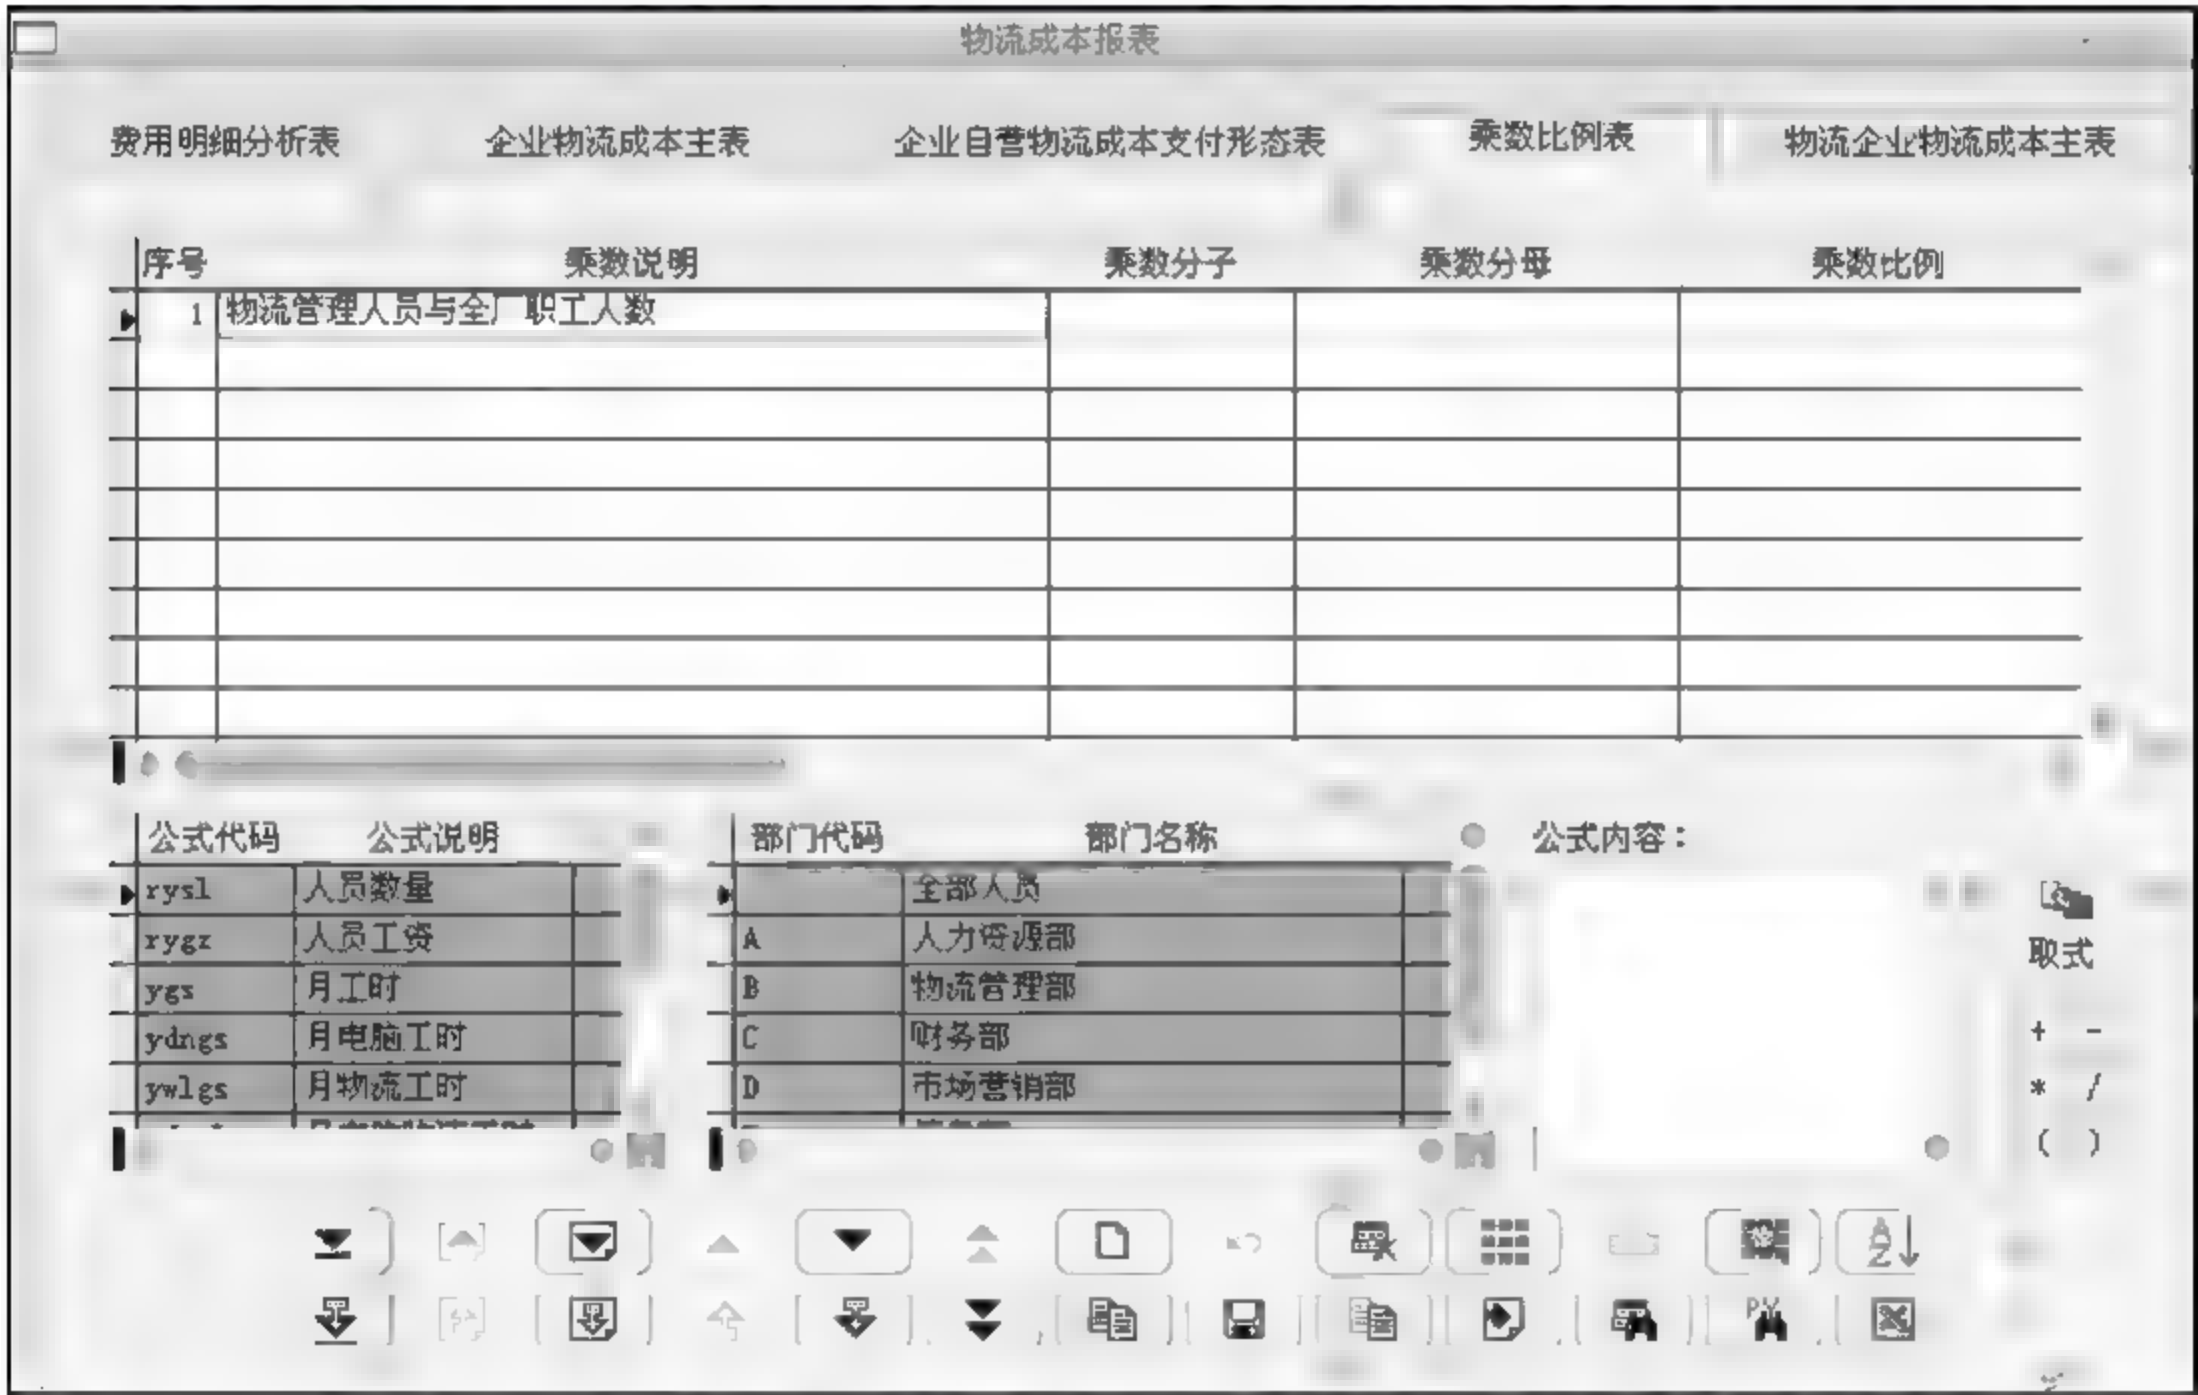 物流成本报表
费用明细分析表 企业物流成本主表 企业自营物流成本支付形态表 乘数比例表 物流企业物流成本主表
序号 乘数说明 乘数分子 乘数分母 乘数比例
1 物流管理人员与全厂职工人数
公式代码 公式说明 部门代码 部门名称 公式内容：
rysl 人员数量 全部人员
rygz 人员工资 A 人力资源部 取式
ygs 月工时 B 物流管理部
ydngs 月电脑工时 C 财务部 + -
ywlgs 月物流工时 D 市场营销部 * /
( )